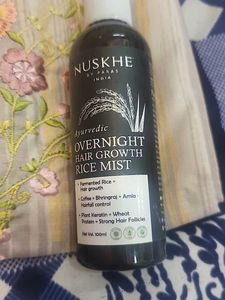 NUSKHE
BY PARAS
INDIA
Ayurvedic
OVERNIGHT
HAIR GROWTH
RICE MIST
• Fermented Rice =
Hair growth
• Coffee + Bhringraj + Amla =
Hairfall control
• Plant Keratin + Wheat
Protein = Strong Hair Follicles
Net Vol. 100ml